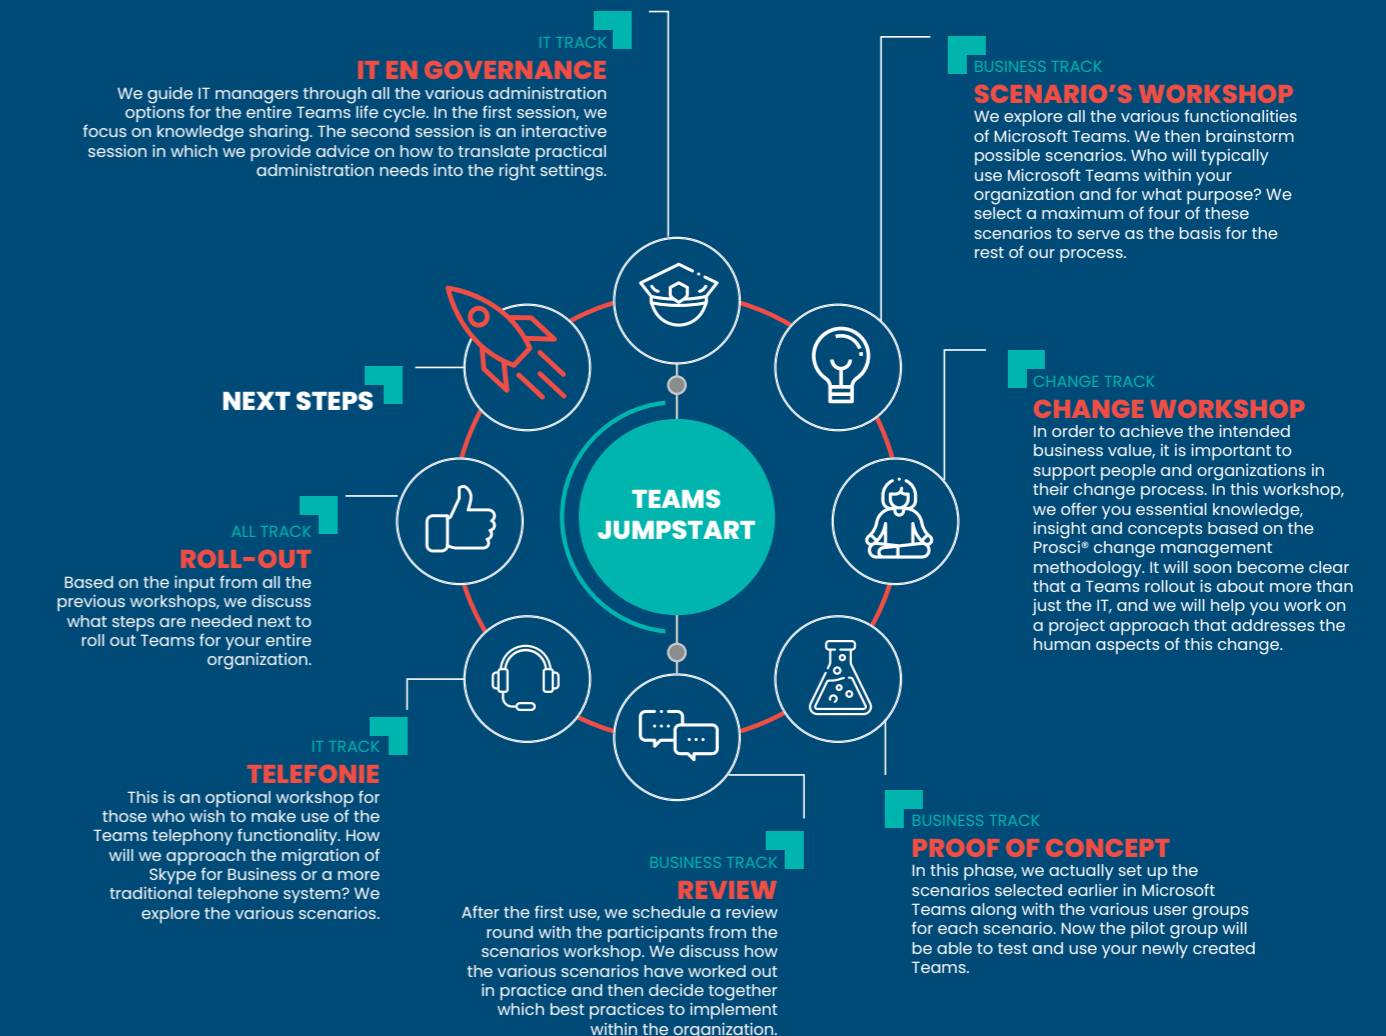 IT TRACK
IT EN GOVERNANCE
We guide IT managers through all the various administration
options for the entire Teams life cycle. In the first session, we
focus on knowledge sharing. The second session is an interactive
session in which we provide advice on how to translate practical
administration needs into the right settings.
BUSINESS TRACK
SCENARIO’S WORKSHOP
We explore all the various functionalities
of Microsoft Teams. We then brainstorm
possible scenarios. Who will typically
use Microsoft Teams within your
organization and for what purpose? We
select a maximum of four of these
scenarios to serve as the basis for the
rest of our process.
CHANGE TRACK
CHANGE WORKSHOP
In order to achieve the intended
business value, it is important to
support people and organizations in
their change process. In this workshop,
we offer you essential knowledge,
insight and concepts based on the
Prosci® change management
methodology. It will soon become clear
that a Teams rollout is about more than
just the IT, and we will help you work on
a project approach that addresses the
human aspects of this change.
BUSINESS TRACK
PROOF OF CONCEPT
In this phase, we actually set up the
scenarios selected earlier in Microsoft
Teams along with the various user groups
for each scenario. Now the pilot group will
be able to test and use your newly created
Teams.
BUSINESS TRACK
REVIEW
After the first use, we schedule a review
round with the participants from the
scenarios workshop. We discuss how
the various scenarios have worked out
in practice and then decide together
which best practices to implement
within the organization.
IT TRACK
TELEFONIE
This is an optional workshop for
those who wish to make use of the
Teams telephony functionality. How
will we approach the migration of
Skype for Business or a more
traditional telephone system? We
explore the various scenarios.
ALL TRACK
ROLL-OUT
Based on the input from all the
previous workshops, we discuss
what steps are needed next to
roll out Teams for your entire
organization.
NEXT STEPS
TEAMS
JUMPSTART